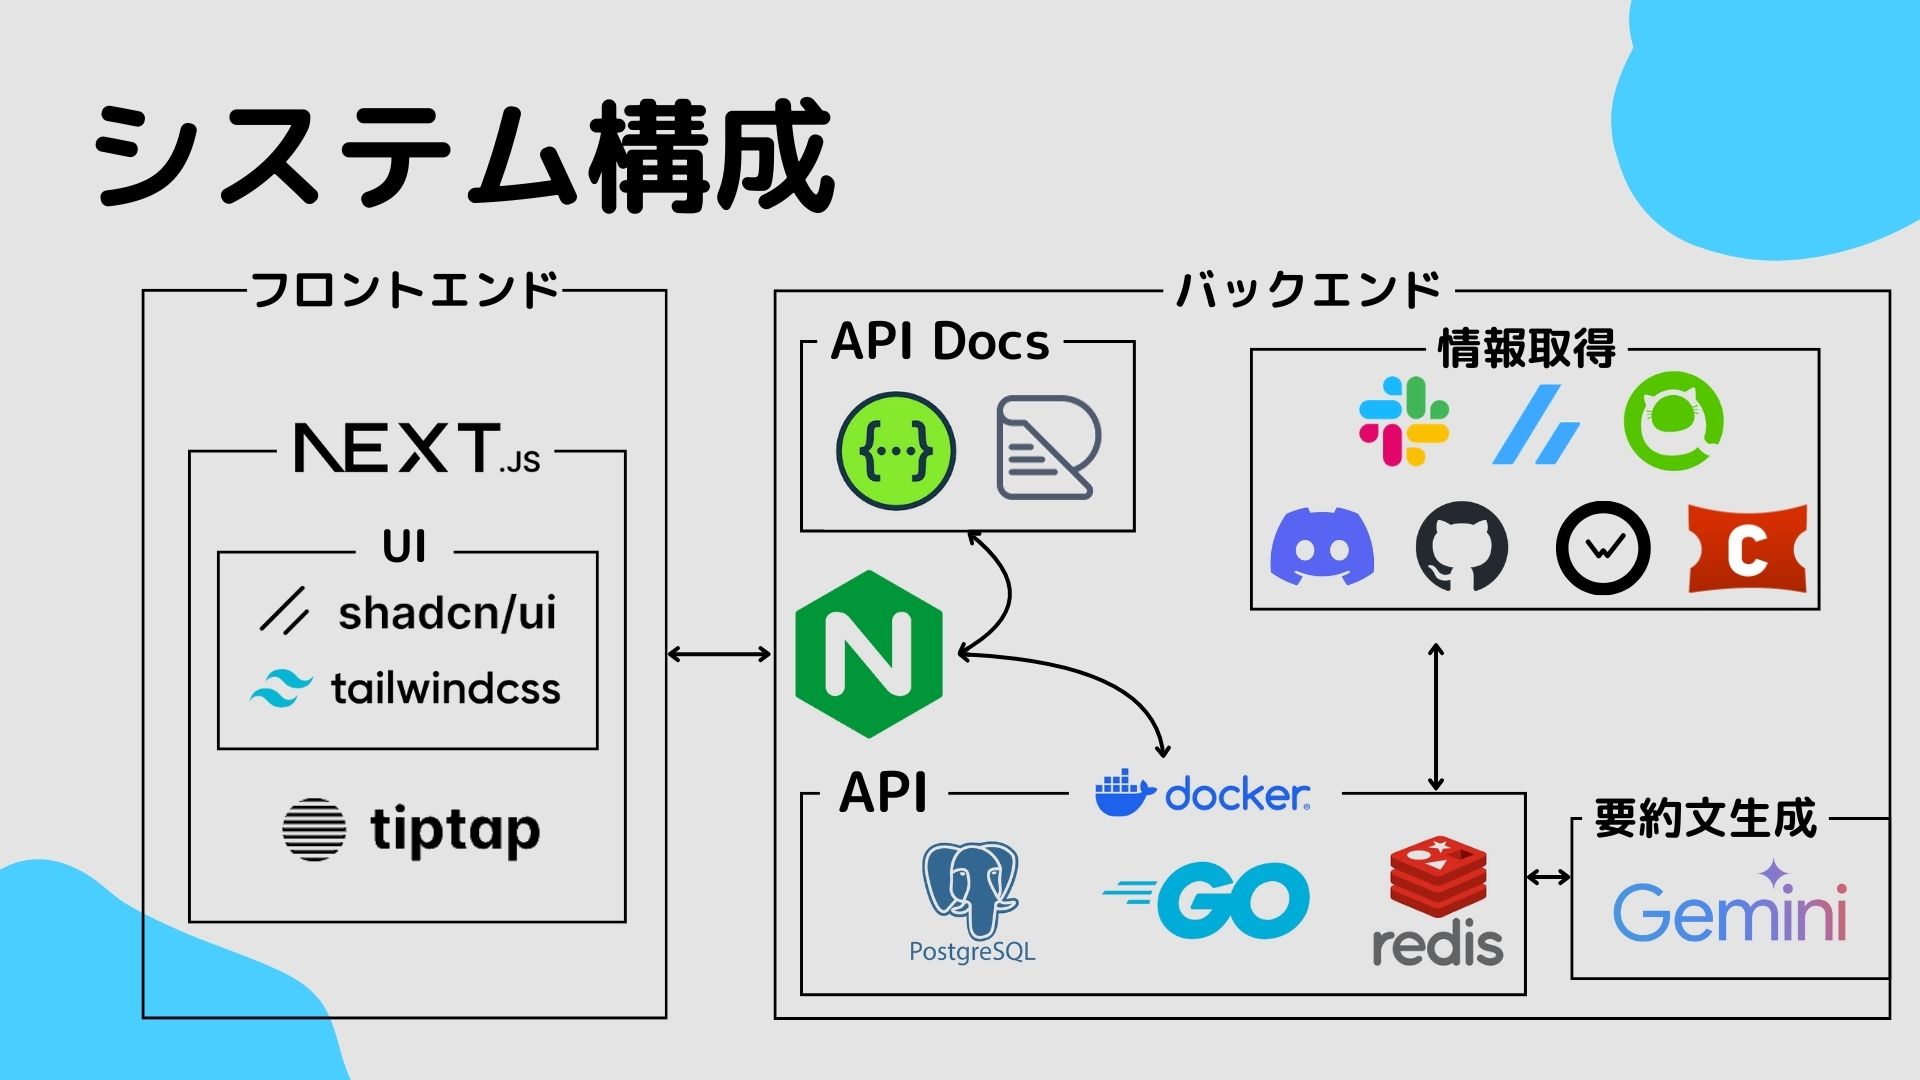 システム構成
フロントエンド
NEXT.JS
UI
shadcn/ui
tailwindcss
tiptap
バックエンド
API Docs
{...}
情報取得
C
N
API
docker
PostgreSQL
GO
redis
要約文生成
Gemini